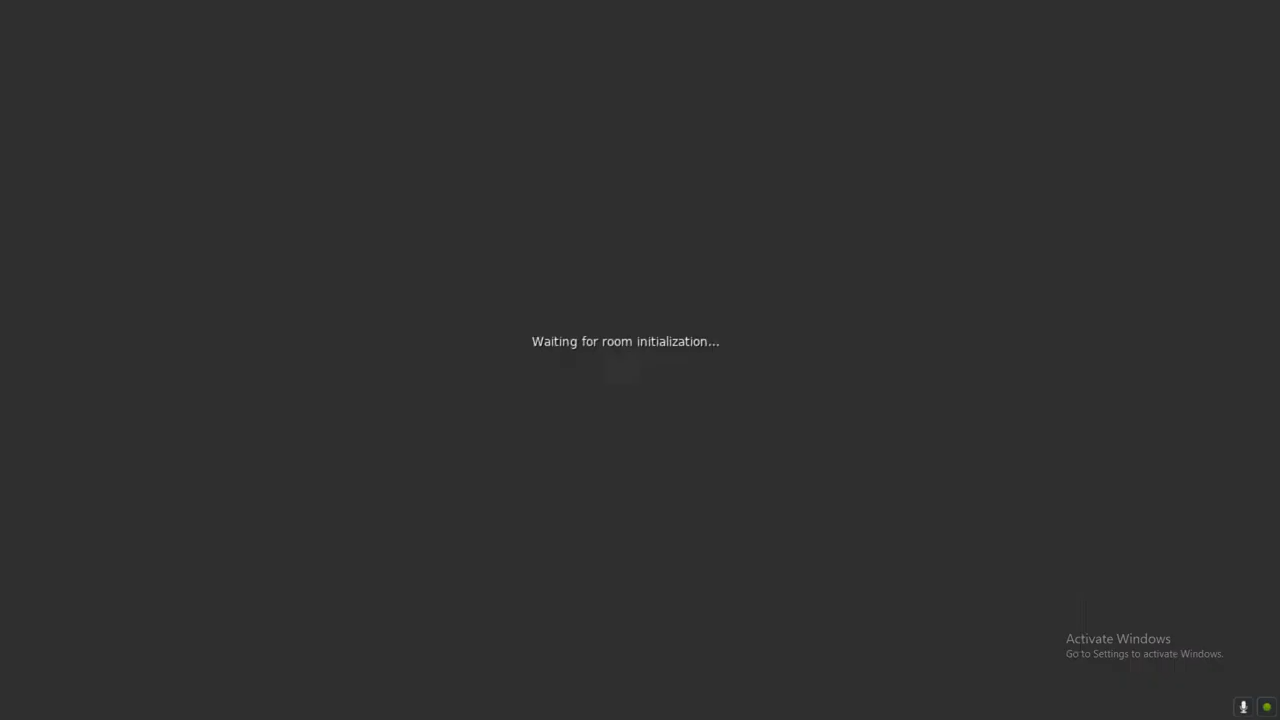 Waiting for room initialization...
Activate Windows
Go to Settings to activate Windows.